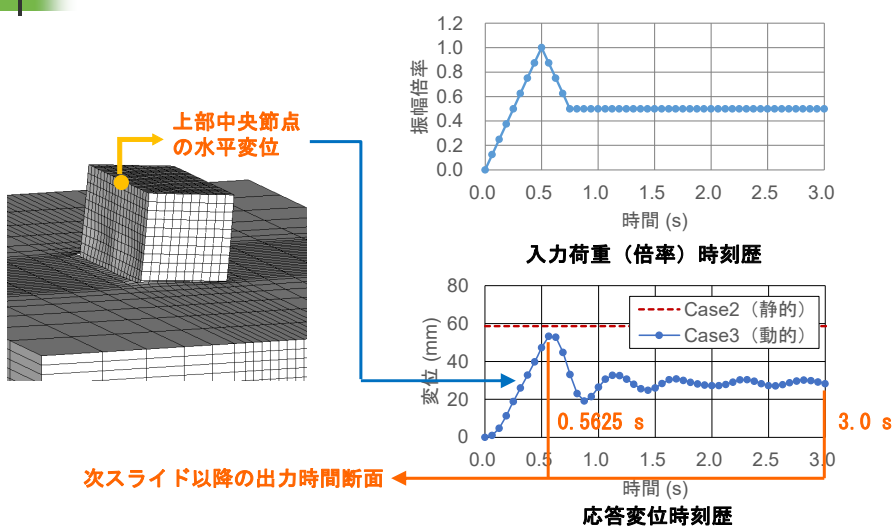 上部中央節点
の水平変位
振幅倍率
1.2
1.0
0.8
0.6
0.4
0.2
0.0
0.0 0.5 1.0 1.5 2.0 2.5 3.0
時間 (s)
入力荷重（倍率）時刻歴
変位 (mm)
80
60
40
20
0
Case2（静的）
Case3（動的）
0.5625 s
3.0 s
0.0 0.5 1.0 1.5 2.0 2.5 3.0
時間 (s)
次スライド以降の出力時間断面
応答変位時刻歴